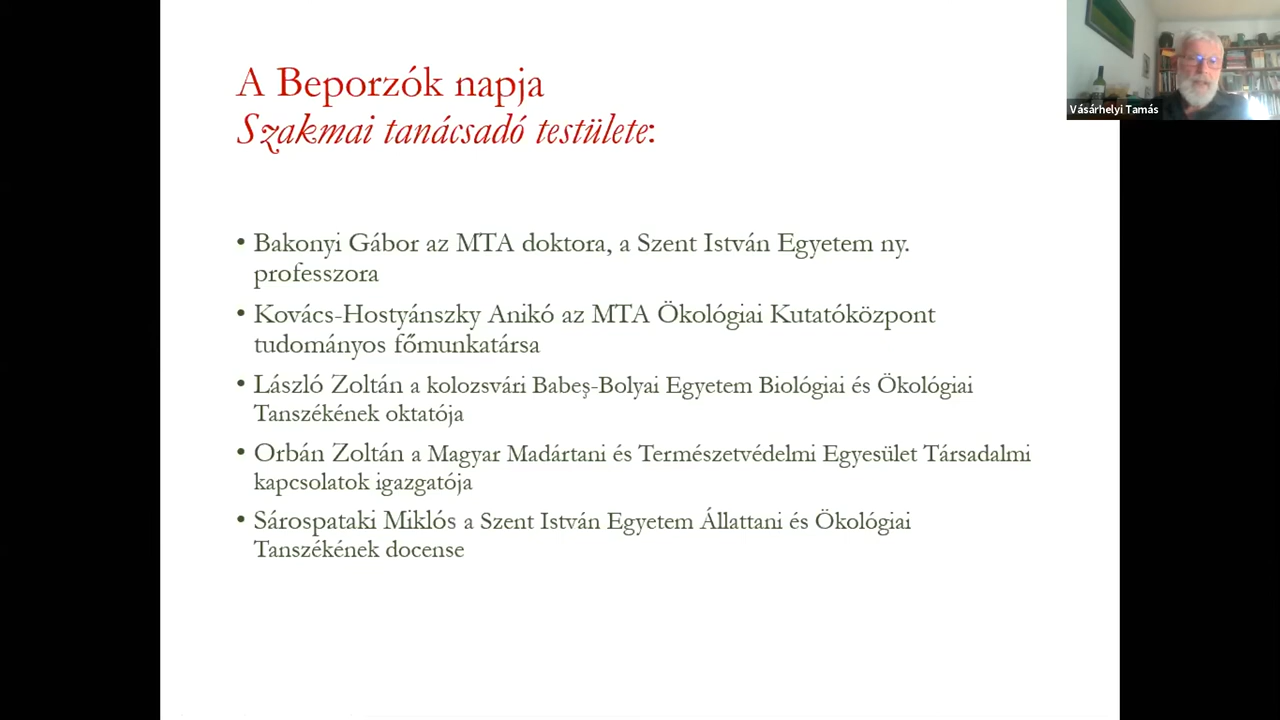 A Beporzók napja
Szakmai tanácsadó testülete:
• Bakonyi Gábor az MTA doktora, a Szent István Egyetem ny.
professzora
• Kovács-Hostyánszky Anikó az MTA Ökológiai Kutatóközpont
tudományos főmunkatársa
• László Zoltán a kolozsvári Babeş-Bolyai Egyetem Biológiai és Ökológiai
Tanszékének oktatója
• Orbán Zoltán a Magyar Madártani és Természetvédelmi Egyesület Társadalmi
kapcsolatok igazgatója
• Sárospataki Miklós a Szent István Egyetem Állattani és Ökológiai
Tanszékének docense
Vásárhelyi Tamás